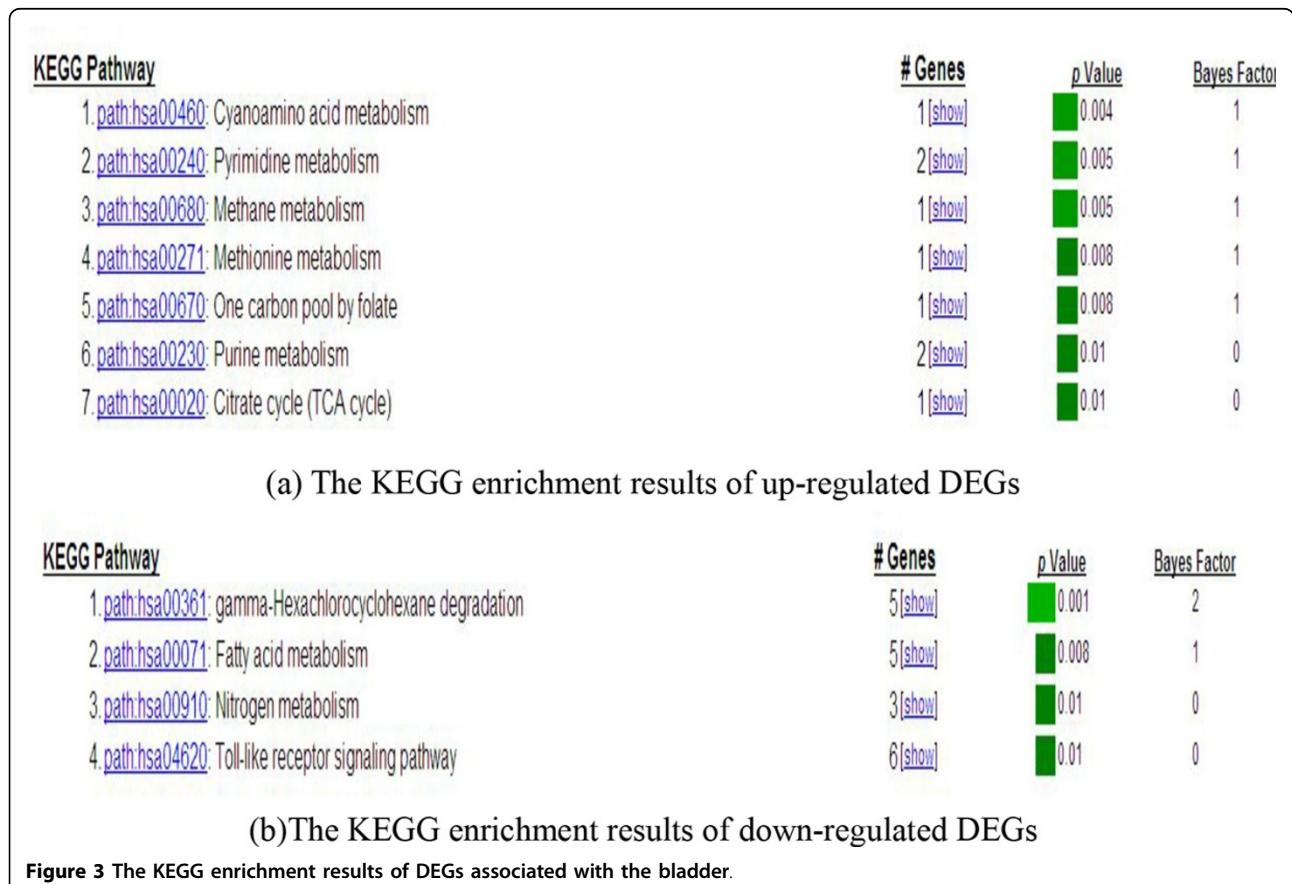 KEGG Pathway # Genes p Value Bayes Factor
1. path:hsa00460: Cyanoamino acid metabolism 1 [show] 0.004 1
2. path:hsa00240: Pyrimidine metabolism 2 [show] 0.005 1
3. path:hsa00680: Methane metabolism 1 [show] 0.005 1
4. path:hsa00271: Methionine metabolism 1 [show] 0.008 1
5. path:hsa00670: One carbon pool by folate 1 [show] 0.008 1
6. path:hsa00230: Purine metabolism 2 [show] 0.01 0
7. path:hsa00020: Citrate cycle (TCA cycle) 1 [show] 0.01 0
(a) The KEGG enrichment results of up-regulated DEGs
KEGG Pathway # Genes p Value Bayes Factor
1. path:hsa00361: gamma-Hexachlorocyclohexane degradation 5 [show] 0.001 2
2. path:hsa00071: Fatty acid metabolism 5 [show] 0.008 1
3. path:hsa00910: Nitrogen metabolism 3 [show] 0.01 0
4. path:hsa04620: Toll-like receptor signaling pathway 6 [show] 0.01 0
(b)The KEGG enrichment results of down-regulated DEGs
Figure 3 The KEGG enrichment results of DEGs associated with the bladder.